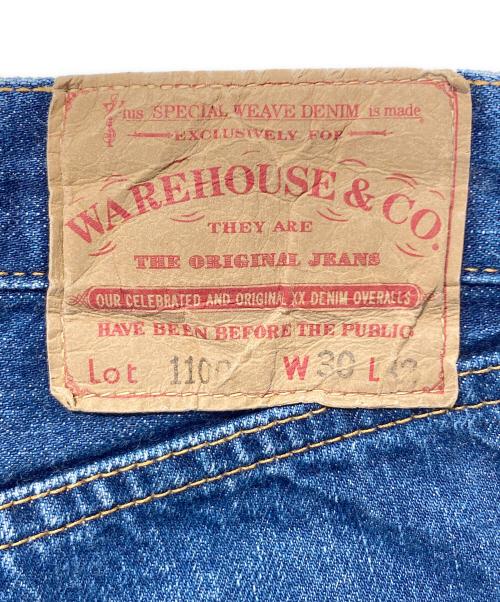 This SPECIAL WEAVE DENIM is made
EXCLUSIVELY FOR
WAREHOUSE & CO.
THEY ARE
THE ORIGINAL JEANS
OUR CELEBRATED AND ORIGINAL XX DENIM OVERALLS
HAVE BEEN BEFORE THE PUBLIC
Lot W 30 L